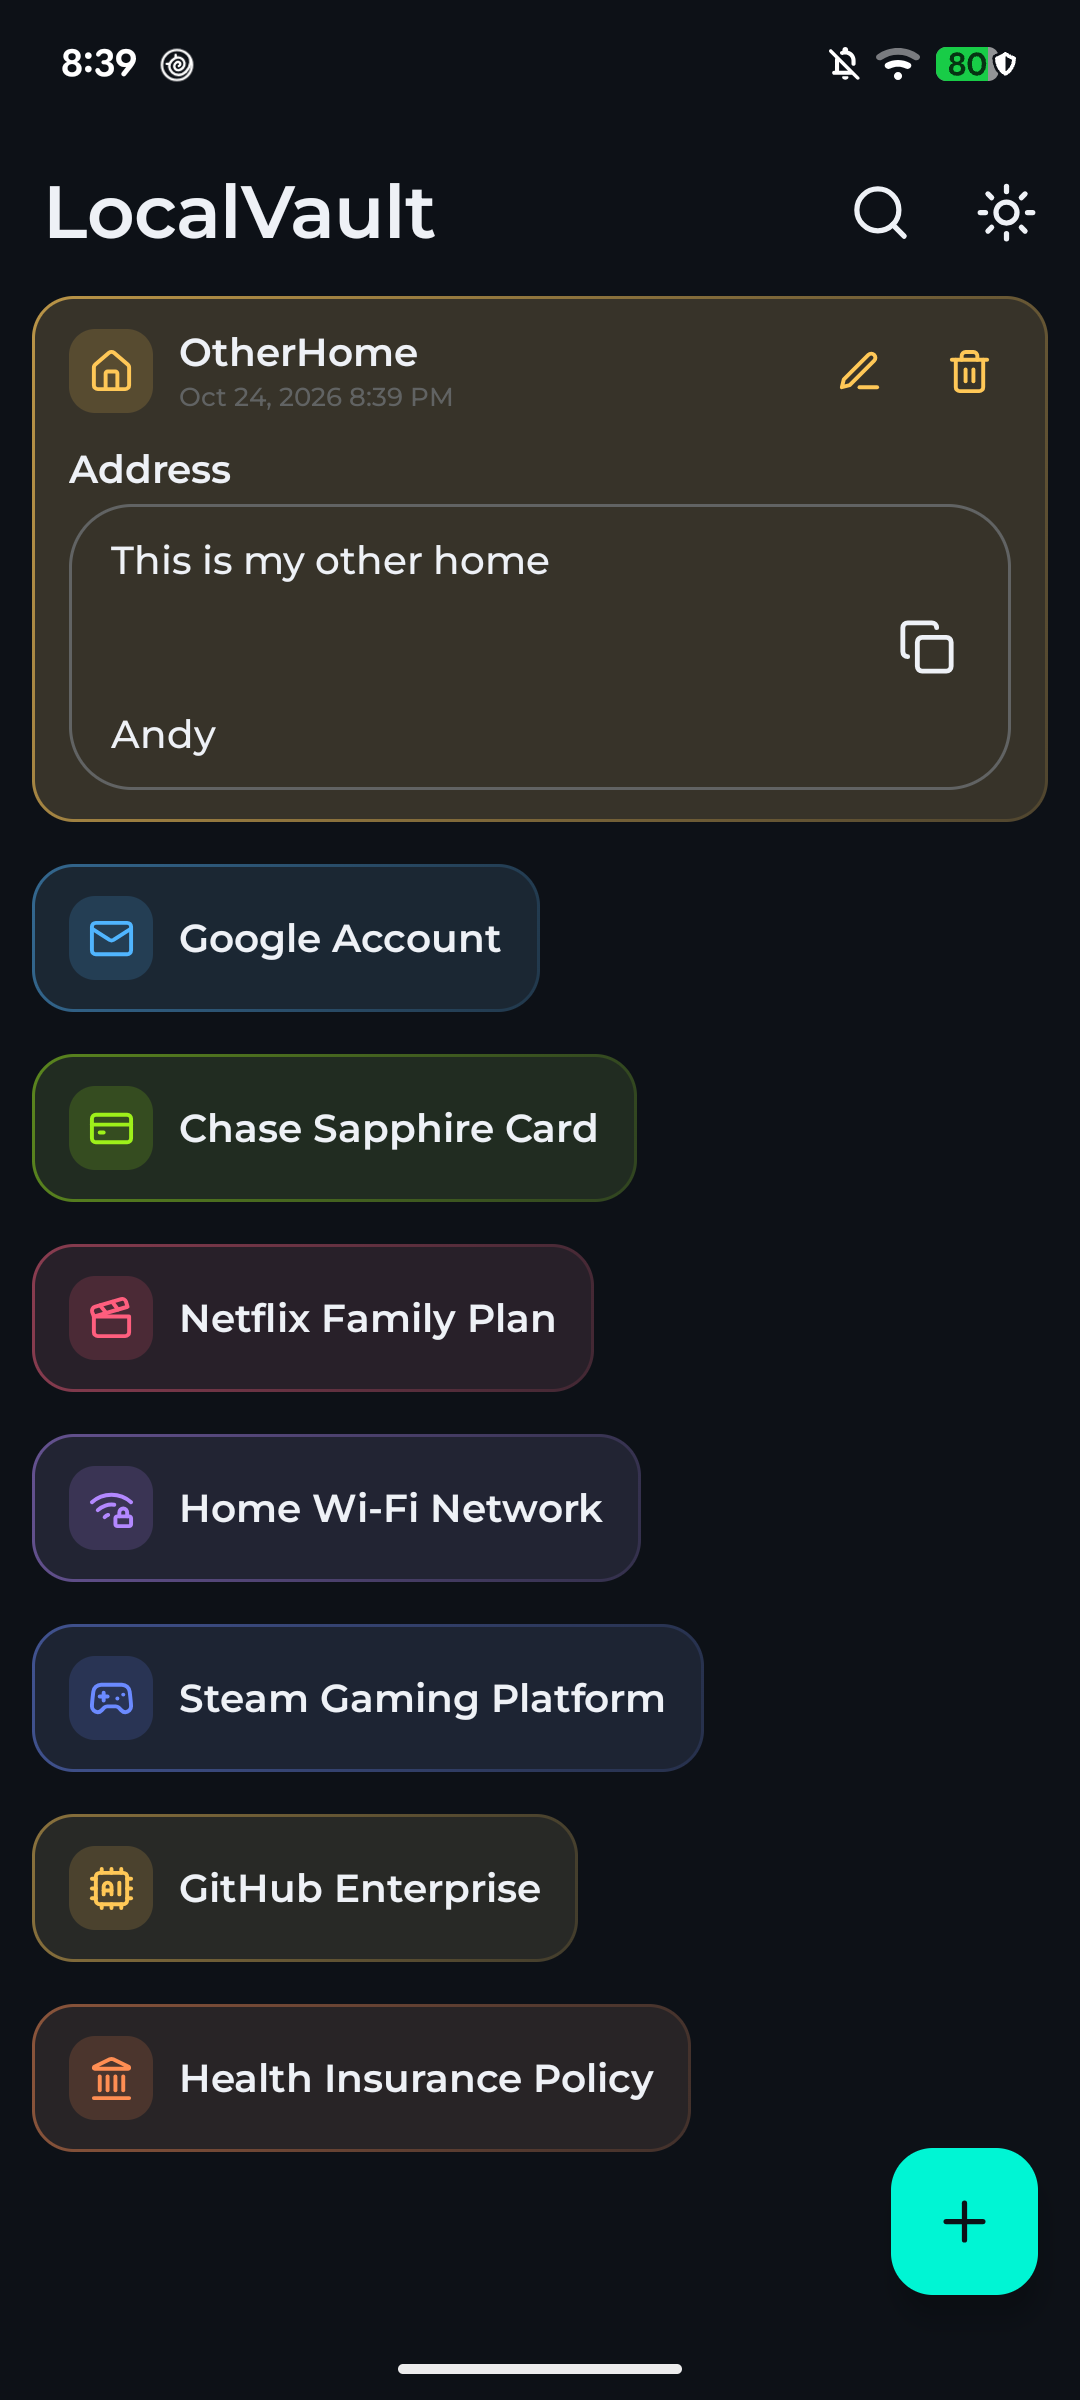 8:39
80
LocalVault
OtherHome
Oct 24, 2026 8:39 PM
Address
This is my other home
Andy
Google Account
Chase Sapphire Card
Netflix Family Plan
Home Wi-Fi Network
Steam Gaming Platform
AI
GitHub Enterprise
Health Insurance Policy